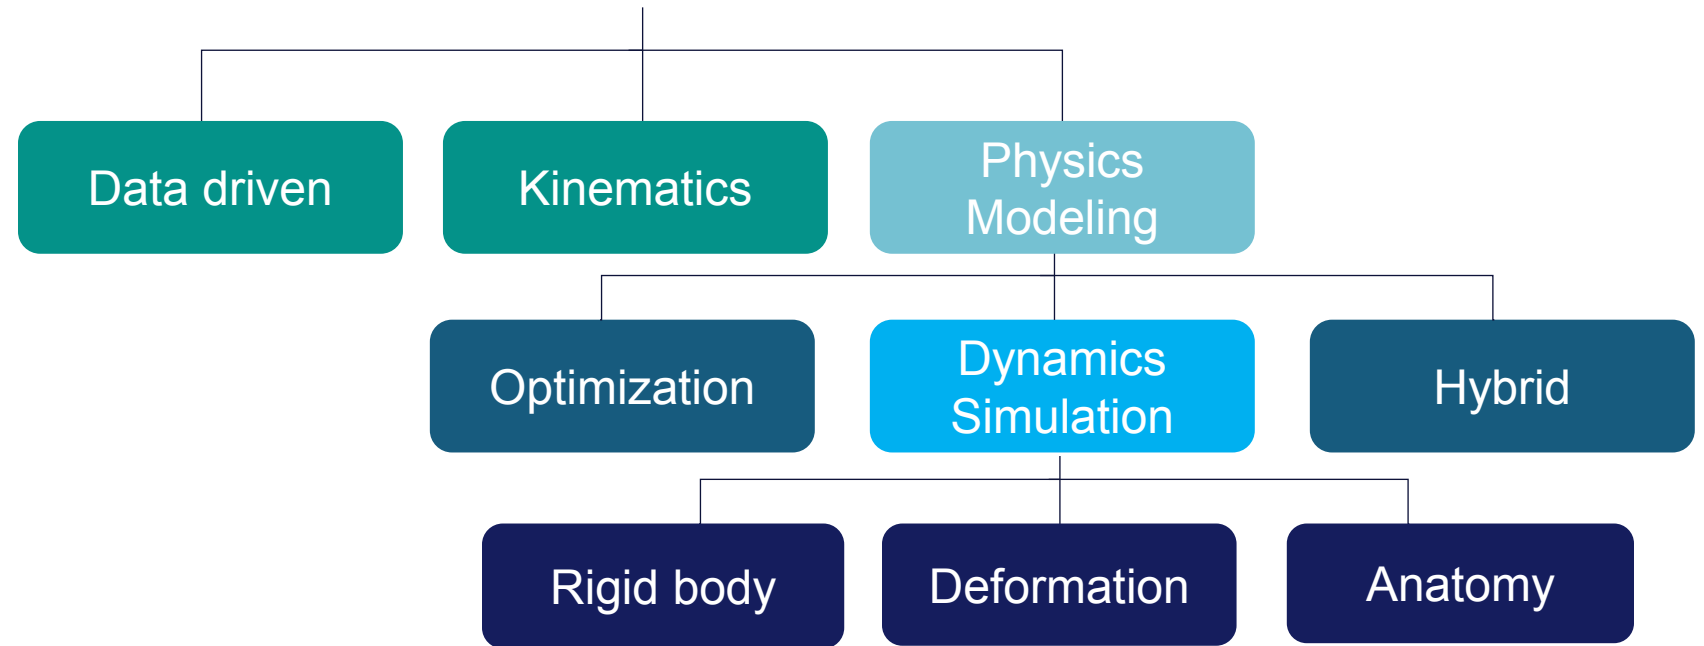 Data driven
Kinematics
Physics
Modeling
Optimization
Dynamics
Simulation
Hybrid
Rigid body
Deformation
Anatomy